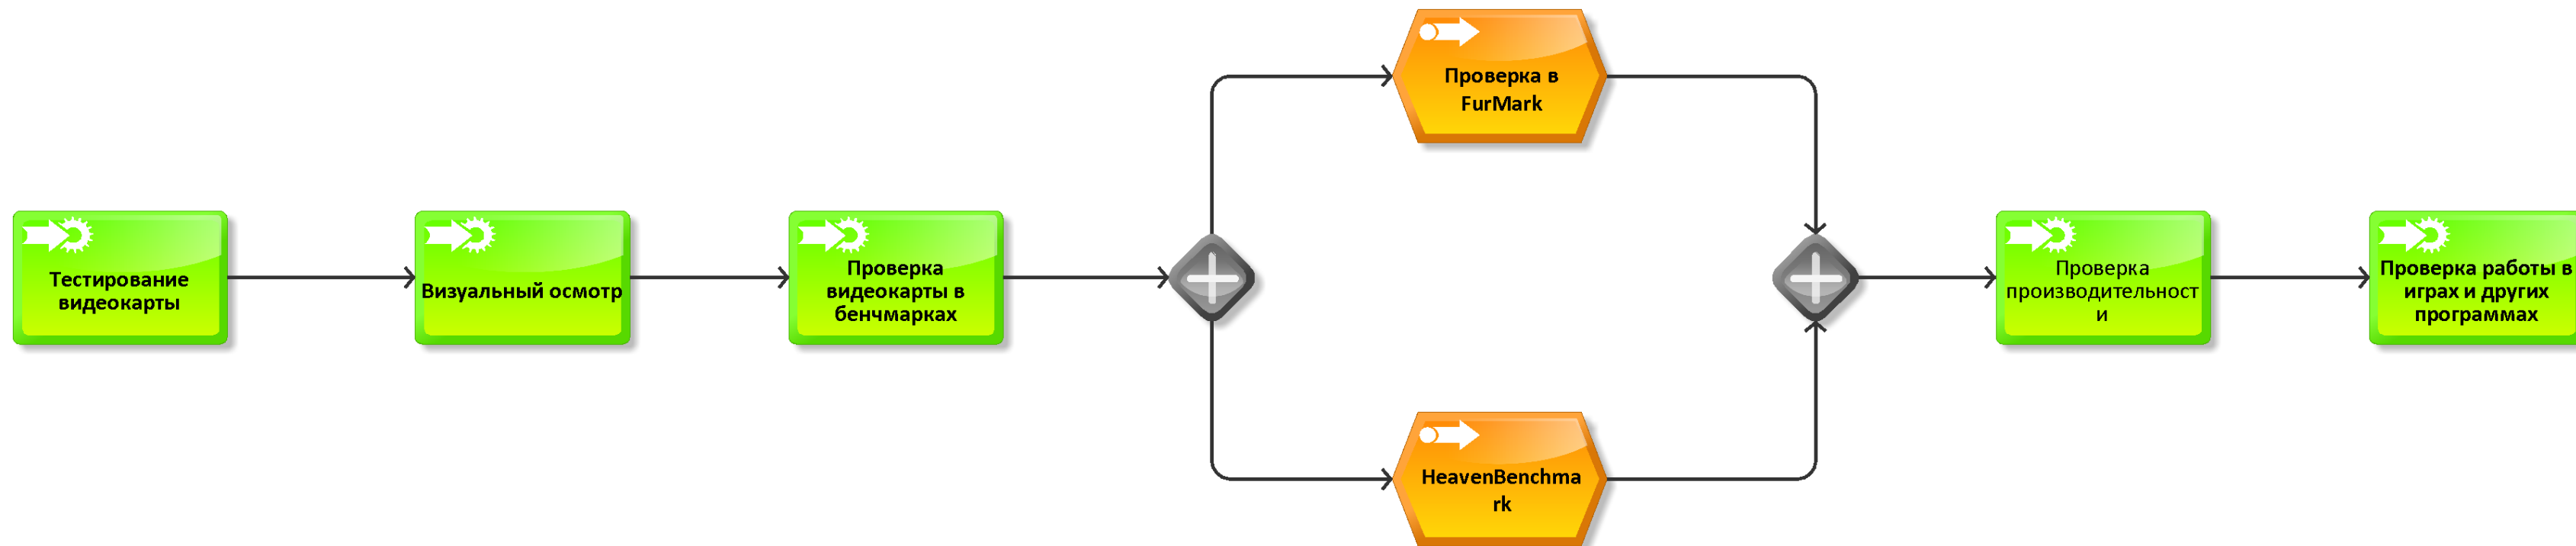 Тестирование
видеокарты
Визуальный осмотр
Проверка
видеокарты в
бенчмарках
Проверка в
FurMark
HeavenBenchma
rk
Проверка
производительност
и
Проверка работы в
играх и других
программах